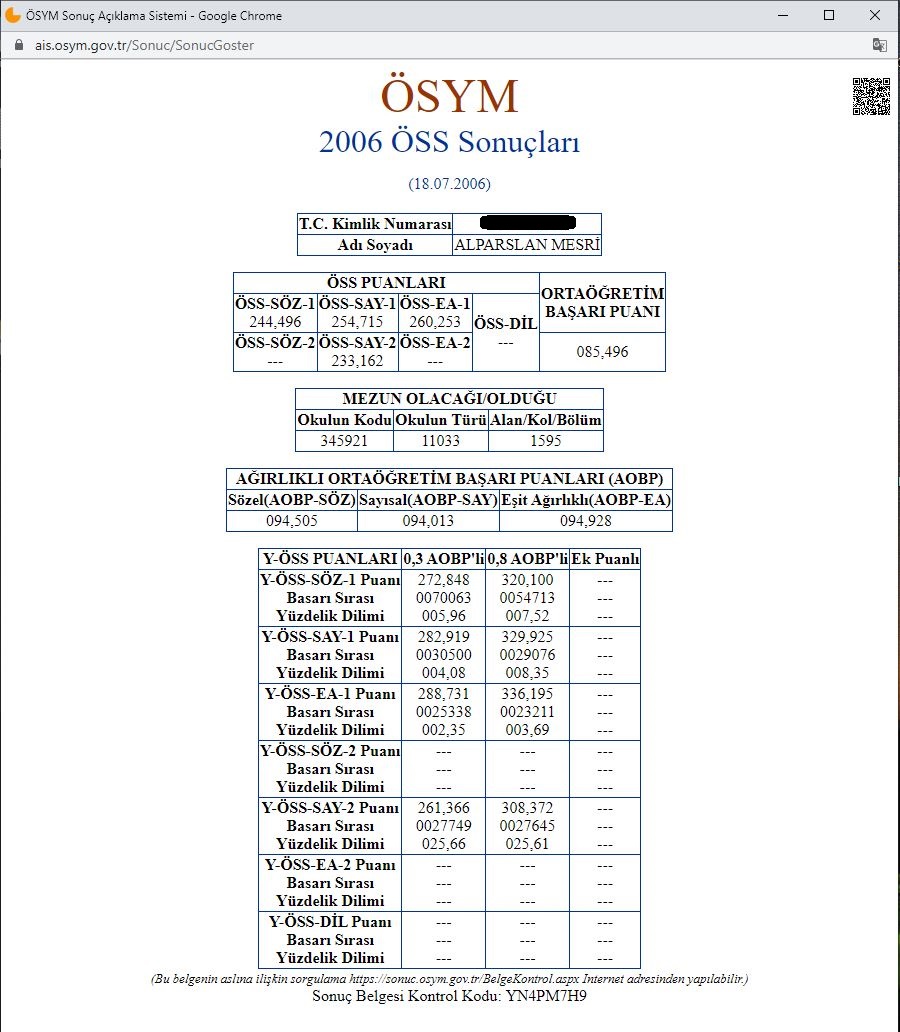 ÖSYM Sonuç Açıklama Sistemi - Google Chrome
ais.osym.gov.tr/Sonuc/SonucGoster
ÖSYM
2006 ÖSS Sonuçları
(18.07.2006)
T.C. Kimlik Numarası
Adı Soyadı ALPARSLAN MESRİ
ÖSS PUANLARI ORTAÖĞRETİM BAŞARI PUANI
ÖSS-SÖZ-1 ÖSS-SAY-1 ÖSS-EA-1 ÖSS-DİL
244,496 254,715 260,253 ---
ÖSS-SÖZ-2 ÖSS-SAY-2 ÖSS-EA-2 085,496
--- 233,162 ---
MEZUN OLACAĞI/OLDUĞU
Okulun Kodu Okulun Türü Alan/Kol/Bölüm
345921 11033 1595
AĞIRLIKLI ORTAÖĞRETİM BAŞARI PUANLARI (AOBP)
Sözel(AOBP-SÖZ) Sayısal(AOBP-SAY) Eşit Ağırlıklı(AOBP-EA)
094,505 094,013 094,928
Y-ÖSS PUANLARI 0,3 AOBP'li 0,8 AOBP'li Ek Puanlı
Y-ÖSS-SÖZ-1 Puanı 272,848 320,100 ---
Basarı Sırası 0070063 0054713 ---
Yüzdelik Dilimi 005,96 007,52 ---
Y-ÖSS-SAY-1 Puanı 282,919 329,925 ---
Basarı Sırası 0030500 0029076 ---
Yüzdelik Dilimi 004,08 008,35 ---
Y-ÖSS-EA-1 Puanı 288,731 336,195 ---
Basarı Sırası 0025338 0023211 ---
Yüzdelik Dilimi 002,35 003,69 ---
Y-ÖSS-SÖZ-2 Puanı --- --- ---
Basarı Sırası --- --- ---
Yüzdelik Dilimi --- --- ---
Y-ÖSS-SAY-2 Puanı 261,366 308,372 ---
Basarı Sırası 0027749 0027645 ---
Yüzdelik Dilimi 025,66 025,61 ---
Y-ÖSS-EA-2 Puanı --- --- ---
Basarı Sırası --- --- ---
Yüzdelik Dilimi --- --- ---
Y-ÖSS-DİL Puanı --- --- ---
Basarı Sırası --- --- ---
Yüzdelik Dilimi --- --- ---
(Bu belgenin aslına ilişkin sorgulama https://sonuc.osym.gov.tr/BelgeKontrol.aspx Internet adresinden yapılabilir.)
Sonuç Belgesi Kontrol Kodu: YN4PM7H9